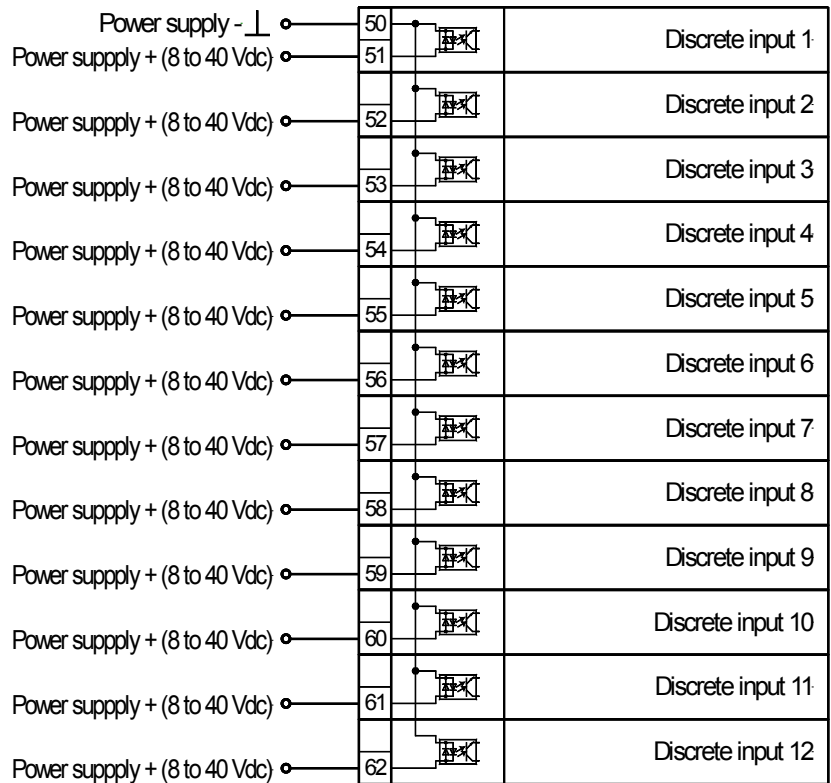 Power supply - ⊥ 50
Power suppply + (8 to 40 Vdc) 51 Discrete input 1
Power suppply + (8 to 40 Vdc) 52 Discrete input 2
Power suppply + (8 to 40 Vdc) 53 Discrete input 3
Power suppply + (8 to 40 Vdc) 54 Discrete input 4
Power suppply + (8 to 40 Vdc) 55 Discrete input 5
Power suppply + (8 to 40 Vdc) 56 Discrete input 6
Power suppply + (8 to 40 Vdc) 57 Discrete input 7
Power suppply + (8 to 40 Vdc) 58 Discrete input 8
Power suppply + (8 to 40 Vdc) 59 Discrete input 9
Power suppply + (8 to 40 Vdc) 60 Discrete input 10
Power suppply + (8 to 40 Vdc) 61 Discrete input 11
Power suppply + (8 to 40 Vdc) 62 Discrete input 12